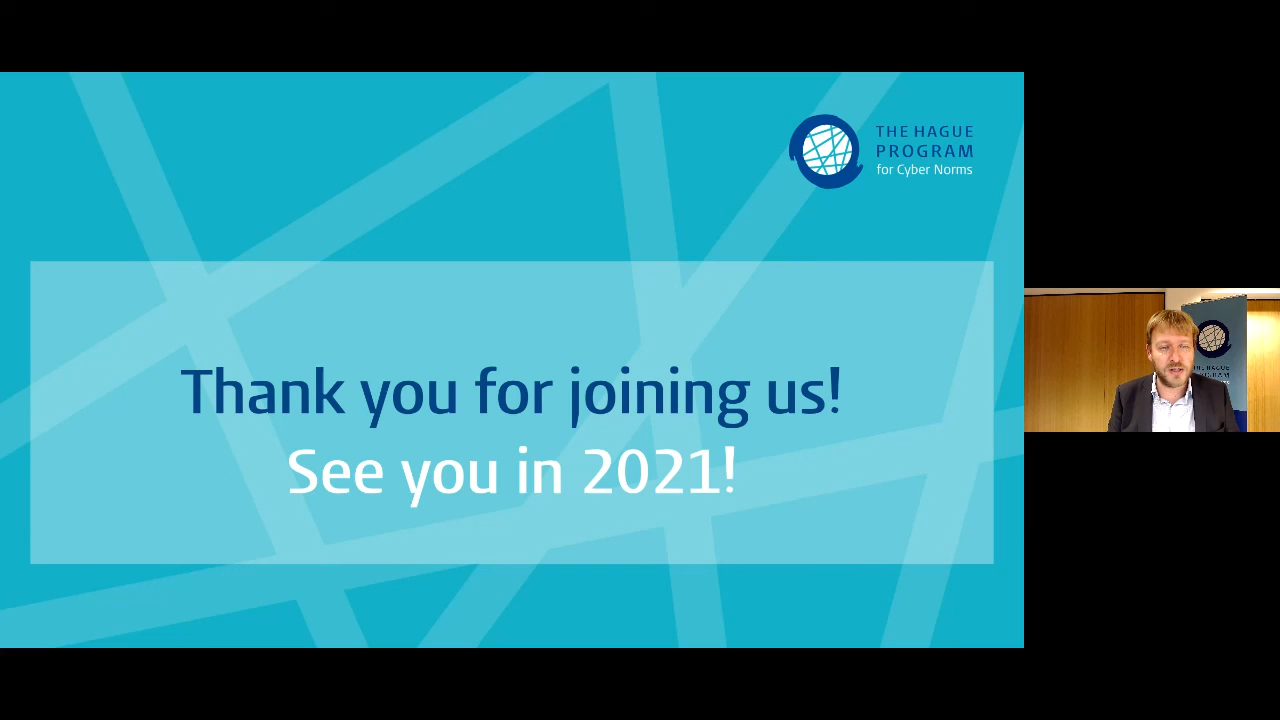 THE HAGUE
PROGRAM
for Cyber Norms
Thank you for joining us!
See you in 2021!